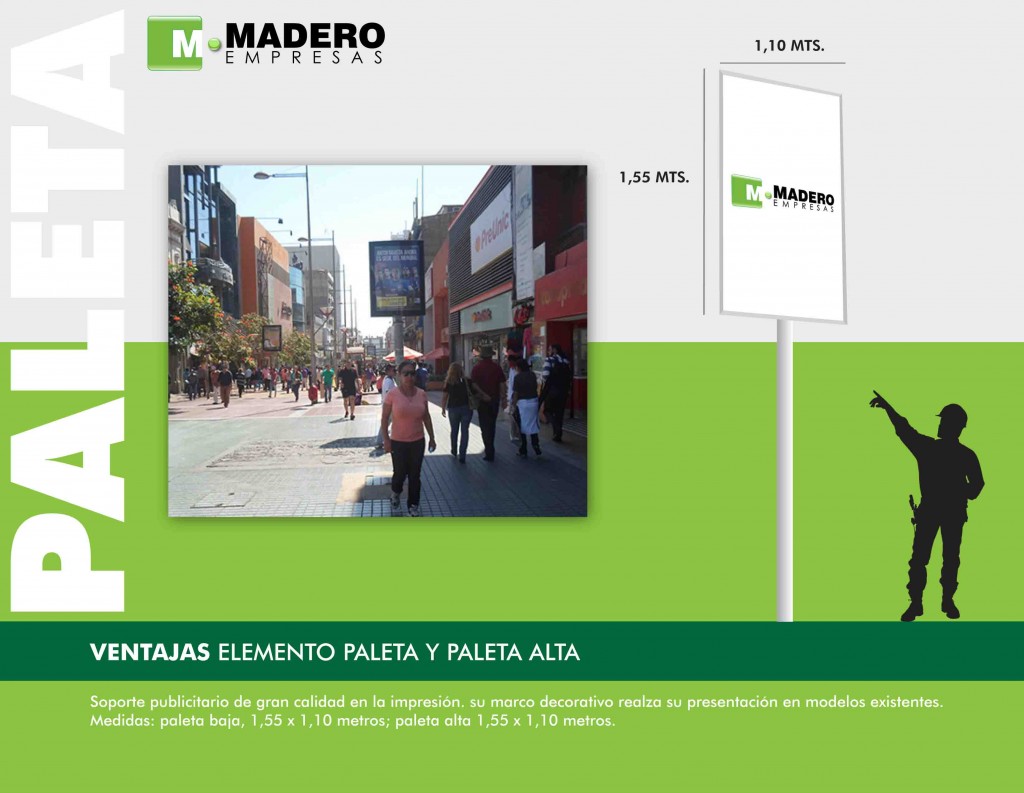 PALETA
M MADERO
EMPRESAS
1,10 MTS.
1,55 MTS.
M MADERO
EMPRESAS
PreUnic
VENTAJAS ELEMENTO PALETA Y PALETA ALTA
Soporte publicitario de gran calidad en la impresión. su marco decorativo realza su presentación en modelos existentes.
Medidas: paleta baja, 1,55 x 1,10 metros; paleta alta 1,55 x 1,10 metros.